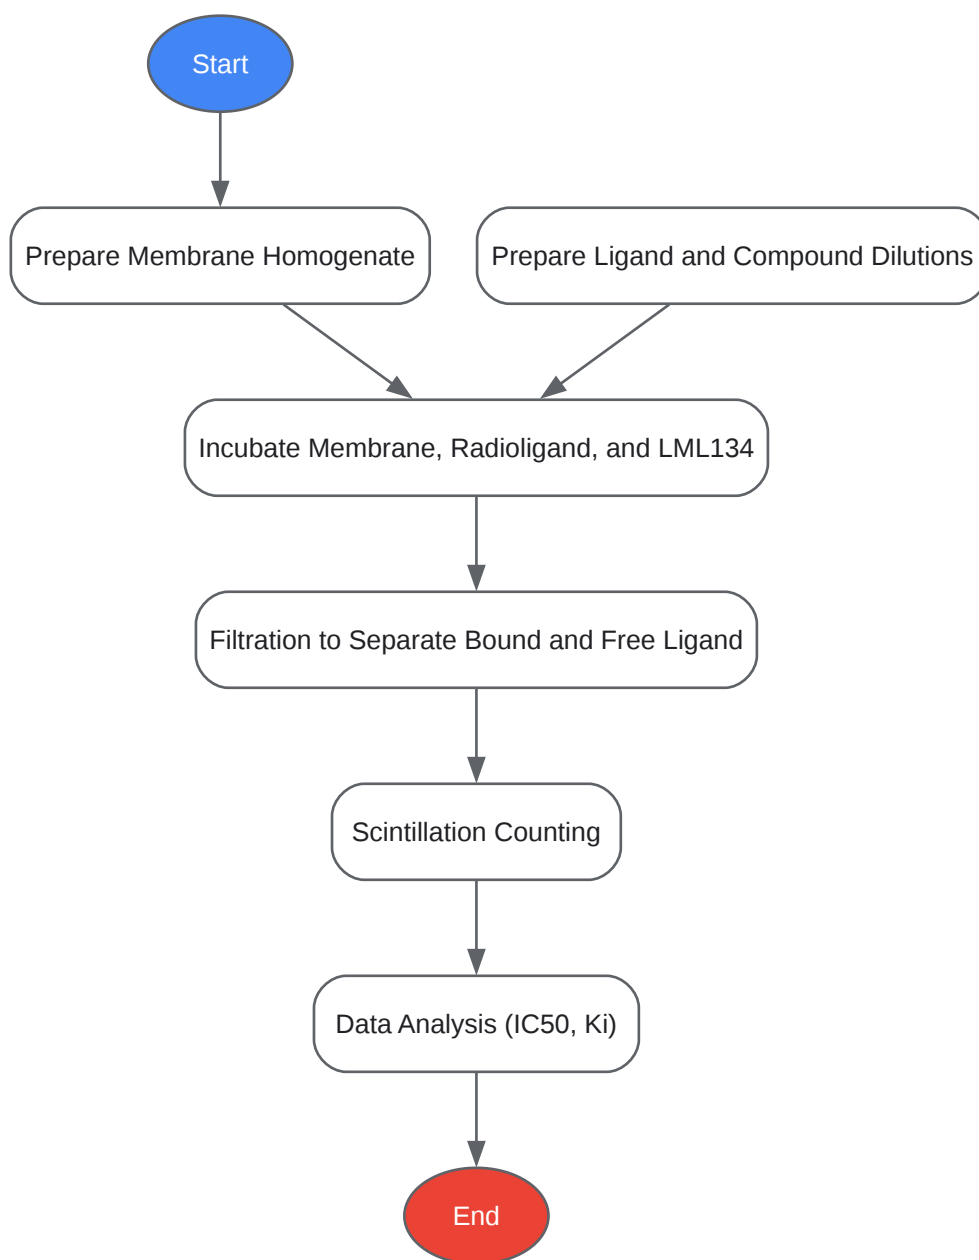 Start
Prepare Membrane Homogenate
Prepare Ligand and Compound Dilutions
Incubate Membrane, Radioligand, and LML134
Filtration to Separate Bound and Free Ligand
Scintillation Counting
Data Analysis (IC50, Ki)
End